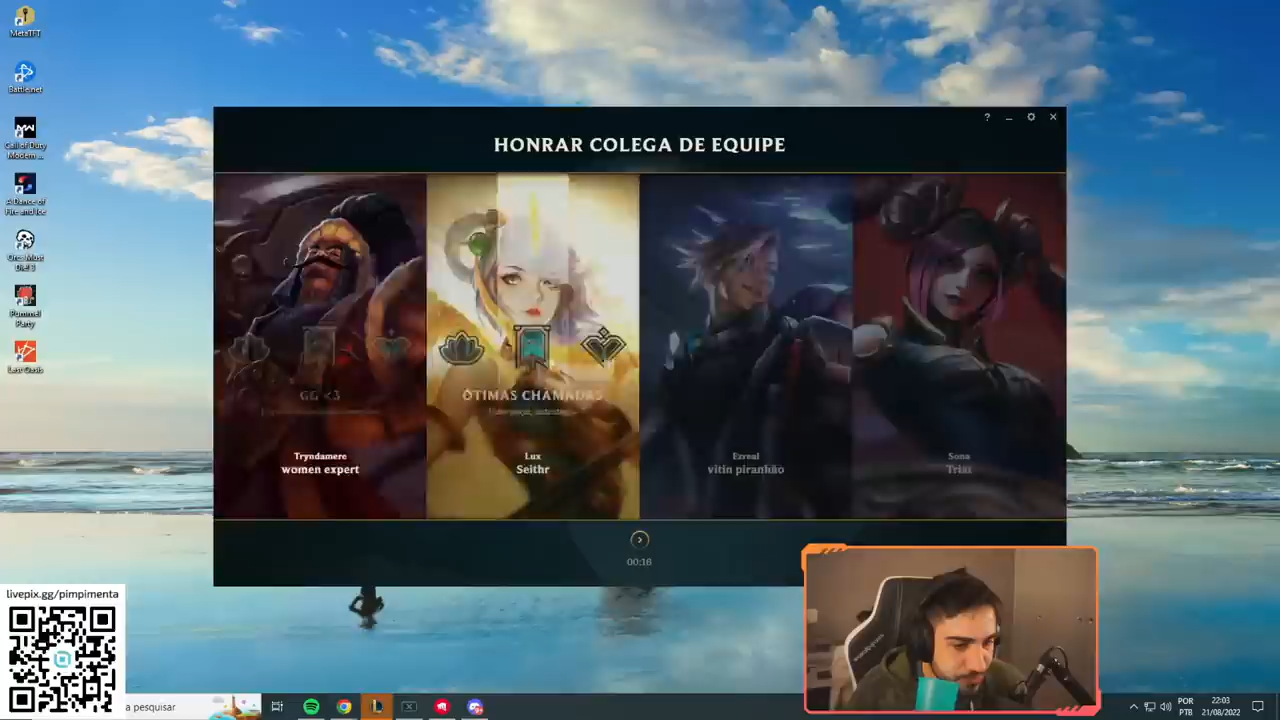 MetaTFT
Battle.net
Call of Duty
Modern ...
A Dance of
Fire and Ice
Orcs Must
Die! 3
Pummel
Party
Last Oasis
?
HONRAR COLEGA DE EQUIPE
GG <3
ÓTIMAS CHAMADAS
Tryndamere
women expert
Lux
Seithr
Ezreal
vitin piranhão
Sona
00:16
livepix.gg/pimpimenta
a pesquisar
POR
PTB
22:03
21/08/2022